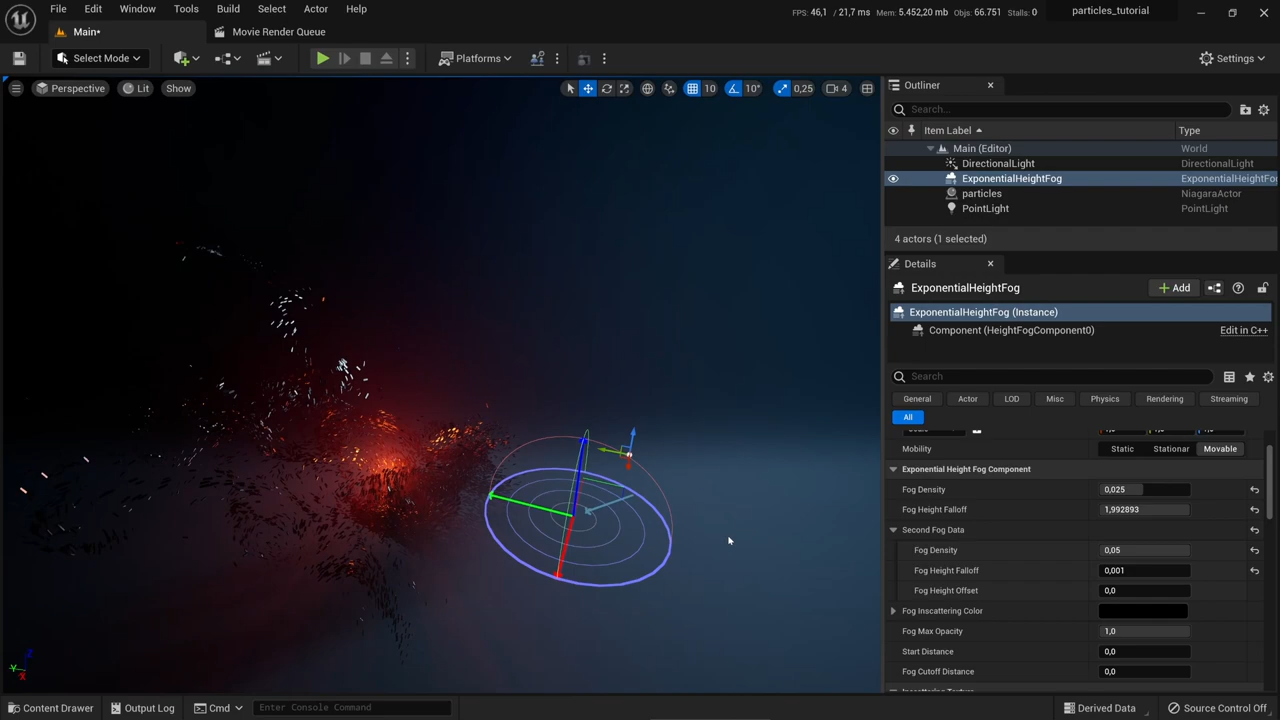 File Edit Window Tools Build Select Actor Help
FPS: 46,1 / 21,7 ms Mem: 5.452,20 mb Objs: 66.751 Stalls: 0
particles_tutorial
Main•
Movie Render Queue
Select Mode
Platforms
Settings
Perspective Lit Show
10 10° 0,25 4
Outliner
Search...
Item Label Type
Main (Editor) World
DirectionalLight DirectionalLight
ExponentialHeightFog ExponentialHeightFog
particles NiagaraActor
PointLight PointLight
4 actors (1 selected)
Details
ExponentialHeightFog
Add
ExponentialHeightFog (Instance)
Component (HeightFogComponent0) Edit in C++
Search
General Actor LOD Misc Physics Rendering Streaming
All
Mobility Static Stationar Movable
Exponential Height Fog Component
Fog Density 0,025
Fog Height Falloff 1,992893
Second Fog Data
Fog Density 0,05
Fog Height Falloff 0,001
Fog Height Offset 0,0
Fog Inscattering Color
Fog Max Opacity 1,0
Start Distance 0,0
Fog Cutoff Distance 0,0
Y Z X
Content Drawer Output Log Cmd Enter Console Command
Derived Data Source Control Off